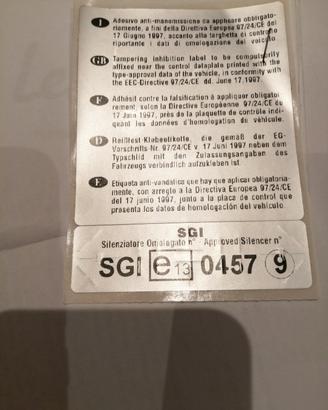 I Adesivo anti-manomissione da applicare obbligato-
riamente, a fini della Direttiva Europea 97/24/CE del
17 Giugno 1997, accanto alla targhetta di controllo
riportante i dati di omologazione del veicolo.
GB Tampering inhibition label to be compulsorily
affixed near the control dataplate printed with the
type-approval data of the vehicle, in conformity with
the EEC-Directive 97/24/CE dd. June 17,1997.
F Adhésif contre la falsification à appliquer obligatoi
rement, selon la Directive Européenne 97/24/CE du
17 Juin 1997, près de la plaquette de contrôle indi-
quant les données d'homologation du véhicule.
D Reißfest-Klebeetikette, die gemäß der EG-
Vorschrifts-Nr. 97/24/CE v. 17 Juni 1997 neben dem
Typschild mit den Zulassungsangaben des
Fahrzeugs verbindlich aufzukleben ist
E Etiqueta anti-vandálica que hay que aplicar obligatoria-
mente, con arreglo a la Directiva Europea 97/24/CE
del 17 de junio 1997, junto a la placa de control que
presenta los datos de homologación del vehículo.
SGI
Silenziatore Omologato n° - Approved Silencer n°
SGI e 13 0457 9